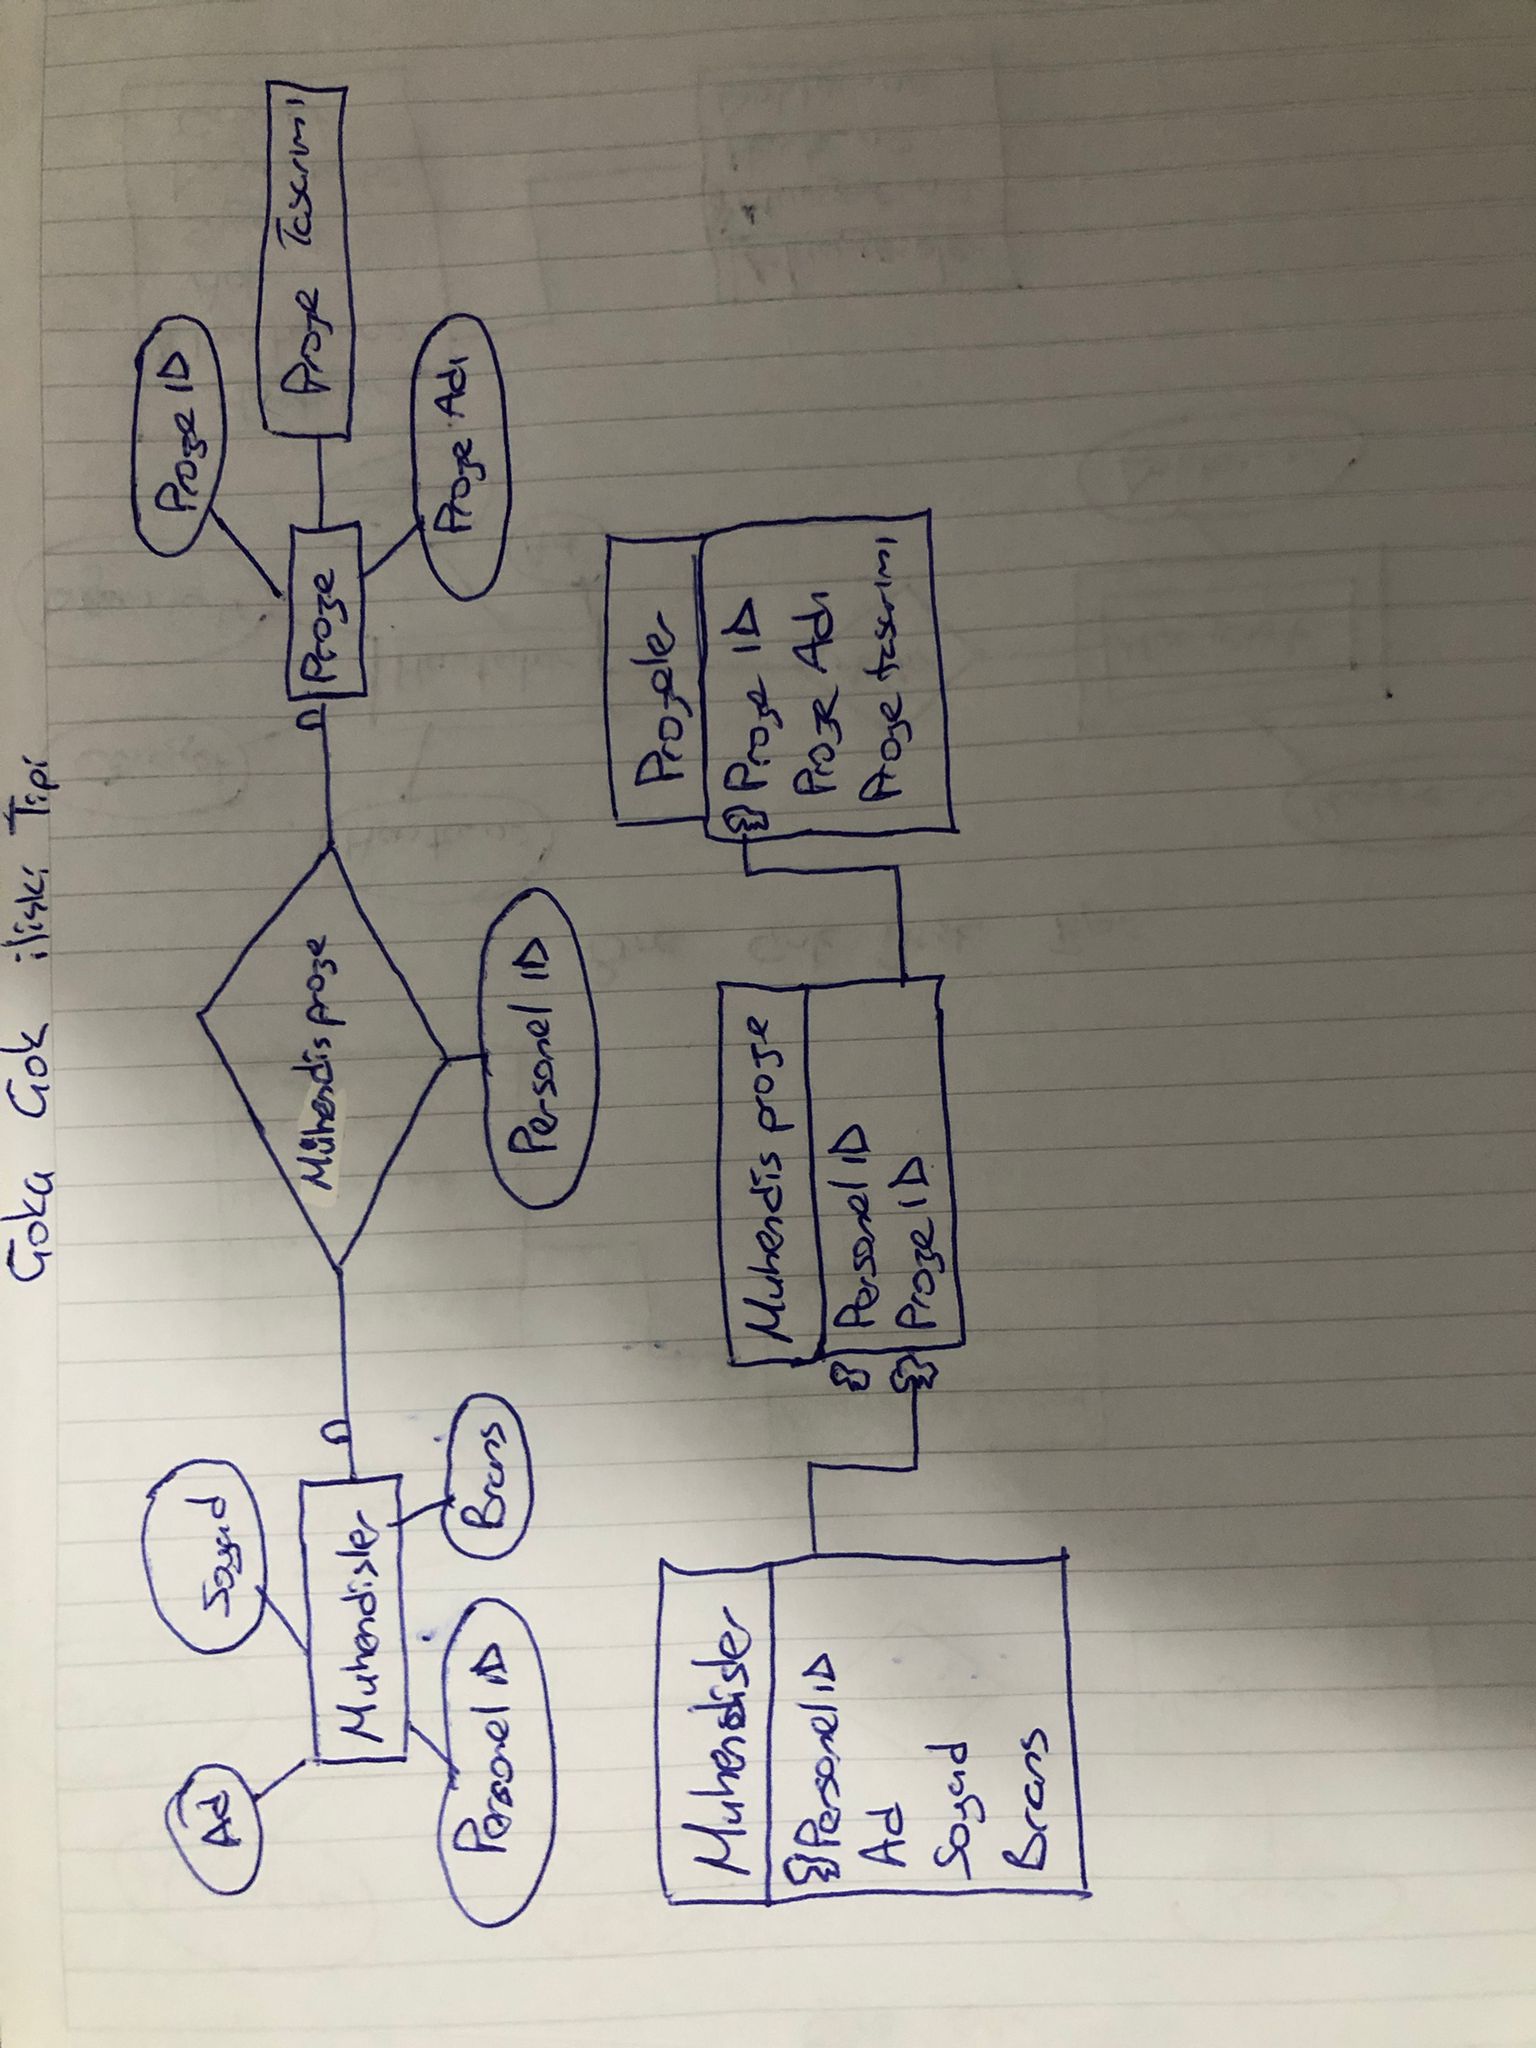 Çoka Çok ilişki Tipi
Ad
Soyad
Proje ID
Muhendisler
Mühendis proje
Proje
Proje Tasarımı
Personel ID
Brans
Personel ID
Proje Adı
Muhendisler
Personel ID
Ad
Soyad
Brans
Muhendis proje
Personel ID
Proje ID
Projeler
Proje ID
Proje Adı
Proje tasarımı